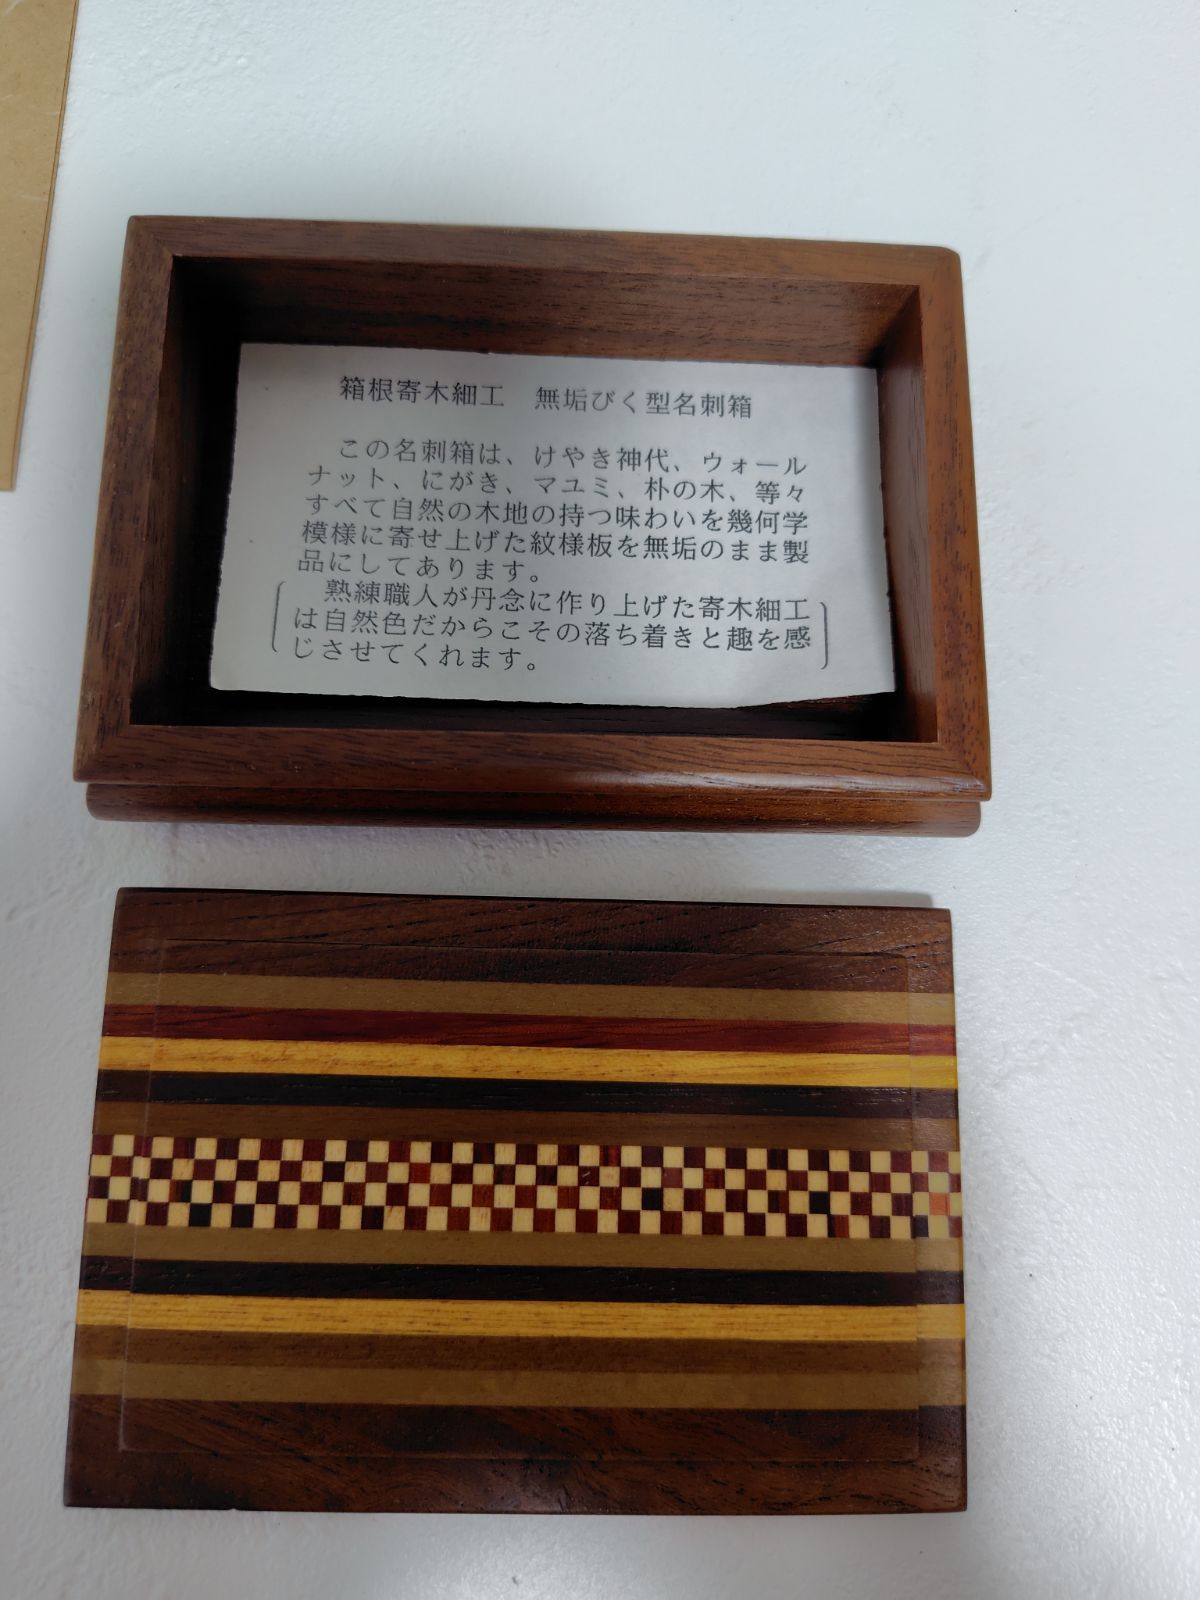 箱根寄木細工　無垢びく型名刺箱
この名刺箱は、けやき神代、ウォール
ナット、にがき、マユミ、朴の木、等々
すべて自然の木地の持つ味わいを幾何学
模様に寄せ上げた紋様板を無垢のまま製
品にしてあります。
熟練職人が丹念に作り上げた寄木細工
は自然色だからこその落ち着きと趣を感
じさせてくれます。